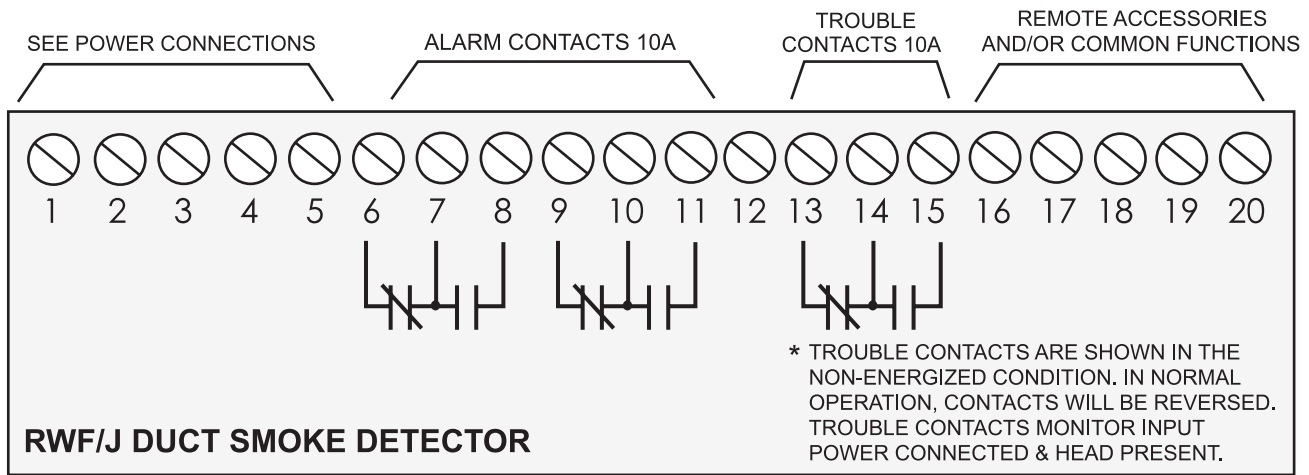 SEE POWER CONNECTIONS
ALARM CONTACTS 10A
TROUBLE
CONTACTS 10A
REMOTE ACCESSORIES
AND/OR COMMON FUNCTIONS
1 2 3 4 5 6 7 8 9 10 11 12 13 14 15 16 17 18 19 20
* TROUBLE CONTACTS ARE SHOWN IN THE
NON-ENERGIZED CONDITION. IN NORMAL
OPERATION, CONTACTS WILL BE REVERSED.
TROUBLE CONTACTS MONITOR INPUT
POWER CONNECTED & HEAD PRESENT.
RWF/J DUCT SMOKE DETECTOR